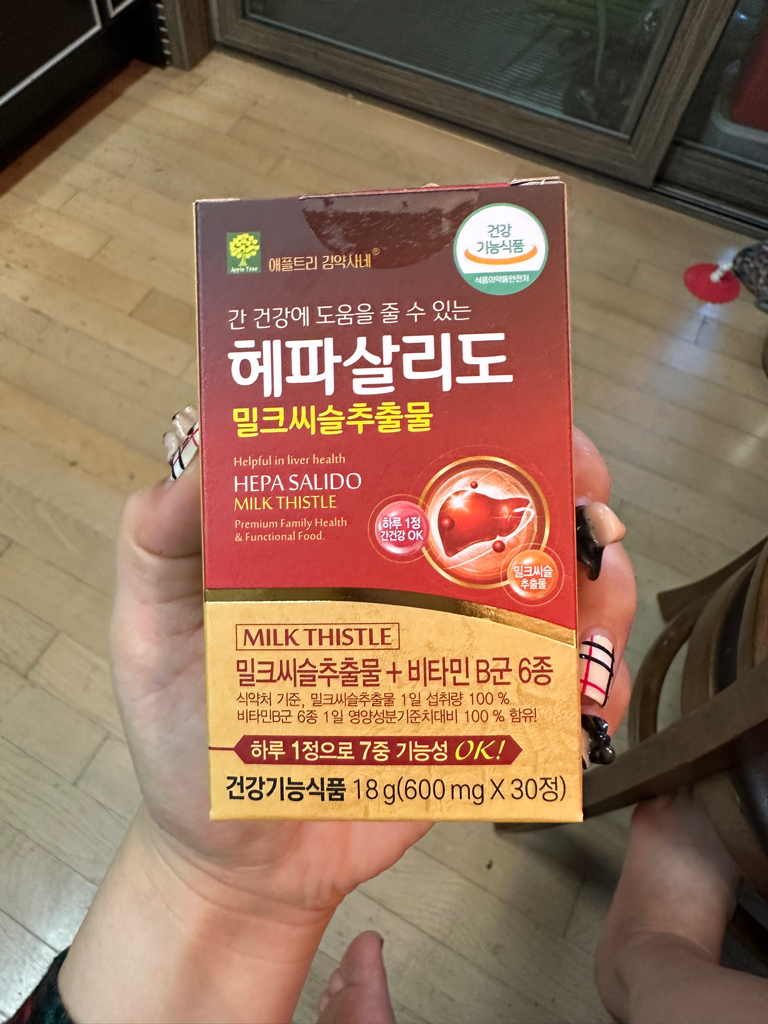 Apple Tree
애플트리 김약사네®
건강
기능식품
식품의약품안전처
간 건강에 도움을 줄 수 있는
헤파살리도
밀크씨슬추출물
Helpful in liver health
HEPA SALIDO
MILK THISTLE
Premium Family Health
& Functional Food.
하루 1정
간건강 OK
밀크씨슬
추출물
MILK THISTLE
밀크씨슬추출물 + 비타민 B군 6종
식약처 기준, 밀크씨슬추출물 1일 섭취량 100 %
비타민B군 6종 1일 영양성분기준치대비 100 % 함유!
하루 1정으로 7중 기능성 OK!
건강기능식품 18 g(600 mg X 30정)